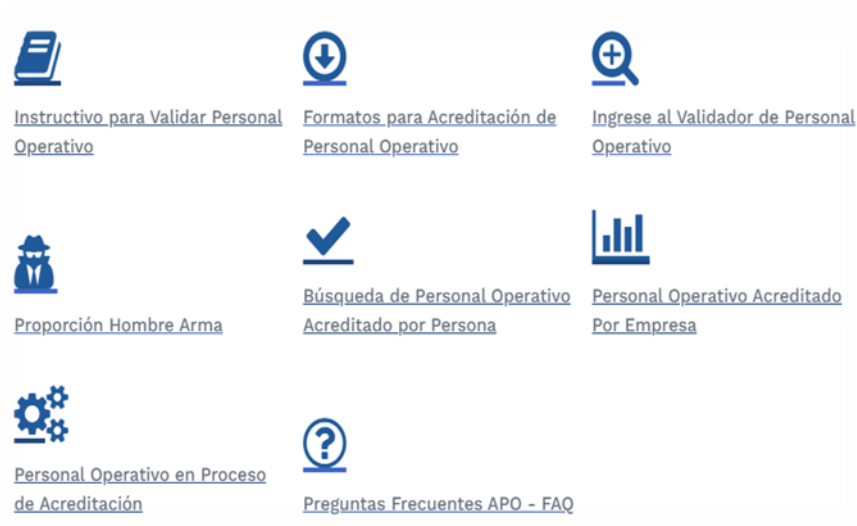 Instructivo para Validar Personal
Operativo
Formatos para Acreditación de
Personal Operativo
Ingrese al Validador de Personal
Operativo
Proporción Hombre Arma
Búsqueda de Personal Operativo
Acreditado por Persona
Personal Operativo Acreditado
Por Empresa
Personal Operativo en Proceso
de Acreditación
Preguntas Frecuentes APO - FAQ